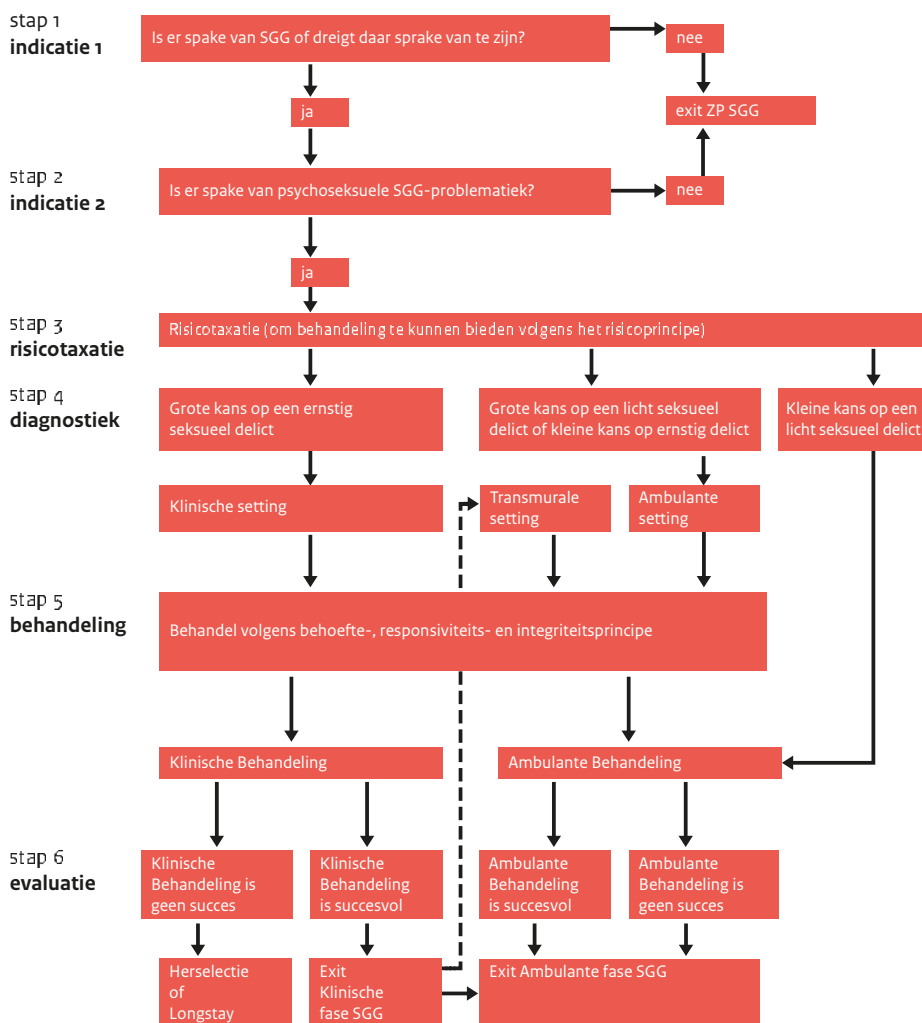 stap 1
indicatie 1
Is er spake van SGG of dreigt daar sprake van te zijn?
nee
ja
exit ZP SGG
stap 2
indicatie 2
Is er spake van psychoseksuele SGG-problematiek?
nee
ja
stap 3
risicotaxatie
Risicotaxatie (om behandeling te kunnen bieden volgens het risicoprincipe)
stap 4
diagnostiek
Grote kans op een ernstig
seksueel delict
Grote kans op een licht seksueel
delict of kleine kans op ernstig delict
Kleine kans op een
licht seksueel delict
Klinische setting
Transmurale
setting
Ambulante
setting
stap 5
behandeling
Behandel volgens behoefte-, responsiviteits- en integriteitsprincipe
Klinische Behandeling
Ambulante Behandeling
stap 6
evaluatie
Klinische
Behandeling is
geen succes
Klinische
Behandeling
is succesvol
Ambulante
Behandeling
is succesvol
Ambulante
Behandeling is
geen succes
Herselectie
of
Longstay
Exit
Klinische
fase SGG
Exit Ambulante fase SGG